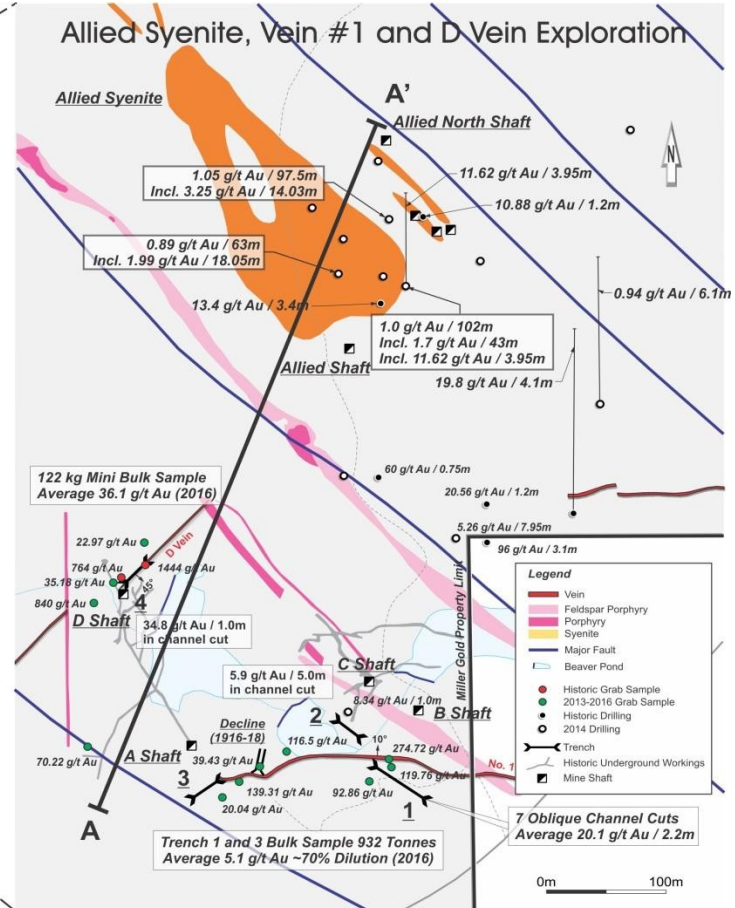 Allied Syenite, Vein #1 and D Vein Exploration
Allied Syenite
A'
Allied North Shaft
N
1.05 g/t Au / 97.5m
Incl. 3.25 g/t Au / 14.03m
11.62 g/t Au / 3.95m
10.88 g/t Au / 1.2m
0.89 g/t Au / 63m
Incl. 1.99 g/t Au / 18.05m
0.94 g/t Au / 6.1m
13.4 g/t Au / 3.4m
1.0 g/t Au / 102m
Incl. 1.7 g/t Au / 43m
Incl. 11.62 g/t Au / 3.95m
Allied Shaft
19.8 g/t Au / 4.1m
122 kg Mini Bulk Sample
Average 36.1 g/t Au (2016)
60 g/t Au / 0.75m
20.56 g/t Au / 1.2m
5.26 g/t Au / 7.95m
96 g/t Au / 3.1m
22.97 g/t Au
D Vein
764 g/t Au
1444 g/t Au
35.18 g/t Au
45°
4
840 g/t Au
D Shaft
34.8 g/t Au / 1.0m
in channel cut
5.9 g/t Au / 5.0m
in channel cut
C Shaft
8.34 g/t Au / 1.0m
B Shaft
2
Decline
(1916-18)
116.5 g/t Au
10°
274.72 g/t Au
A Shaft
39.43 g/t Au
70.22 g/t Au
3
119.76 g/t Au
No. 1
139.31 g/t Au
92.86 g/t Au
20.04 g/t Au
1
A
7 Oblique Channel Cuts
Average 20.1 g/t Au / 2.2m
Trench 1 and 3 Bulk Sample 932 Tonnes
Average 5.1 g/t Au ~70% Dilution (2016)
Miller Gold Property Limit
Legend
Vein
Feldspar Porphyry
Porphyry
Syenite
Major Fault
Beaver Pond
Historic Grab Sample
2013-2016 Grab Sample
Historic Drilling
2014 Drilling
Trench
Historic Underground Workings
Mine Shaft
0m 100m